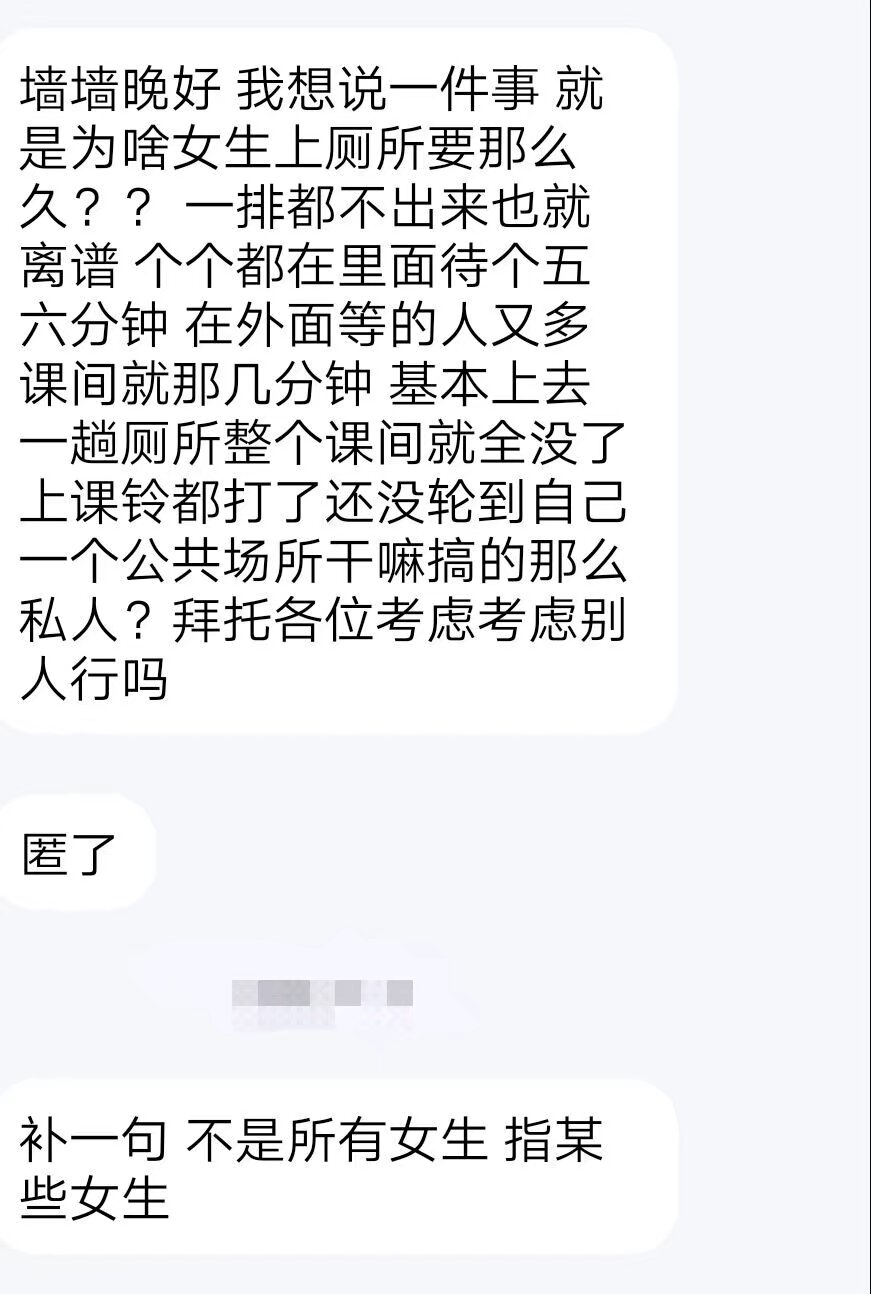 墙墙晚好 我想说一件事 就
是为啥女生上厕所要那么
久？？ 一排都不出来也就
离谱 个个都在里面待个五
六分钟 在外面等的人又多
课间就那几分钟 基本上去
一趟厕所整个课间就全没了
上课铃都打了还没轮到自己
一个公共场所干嘛搞的那么
私人？拜托各位考虑考虑别
人行吗
匿了
补一句 不是所有女生 指某
些女生